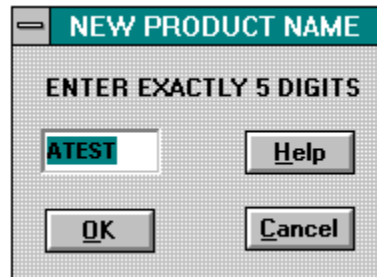 NEW PRODUCT NAME
ENTER EXACTLY 5 DIGITS
ATEST
Help
OK
Cancel